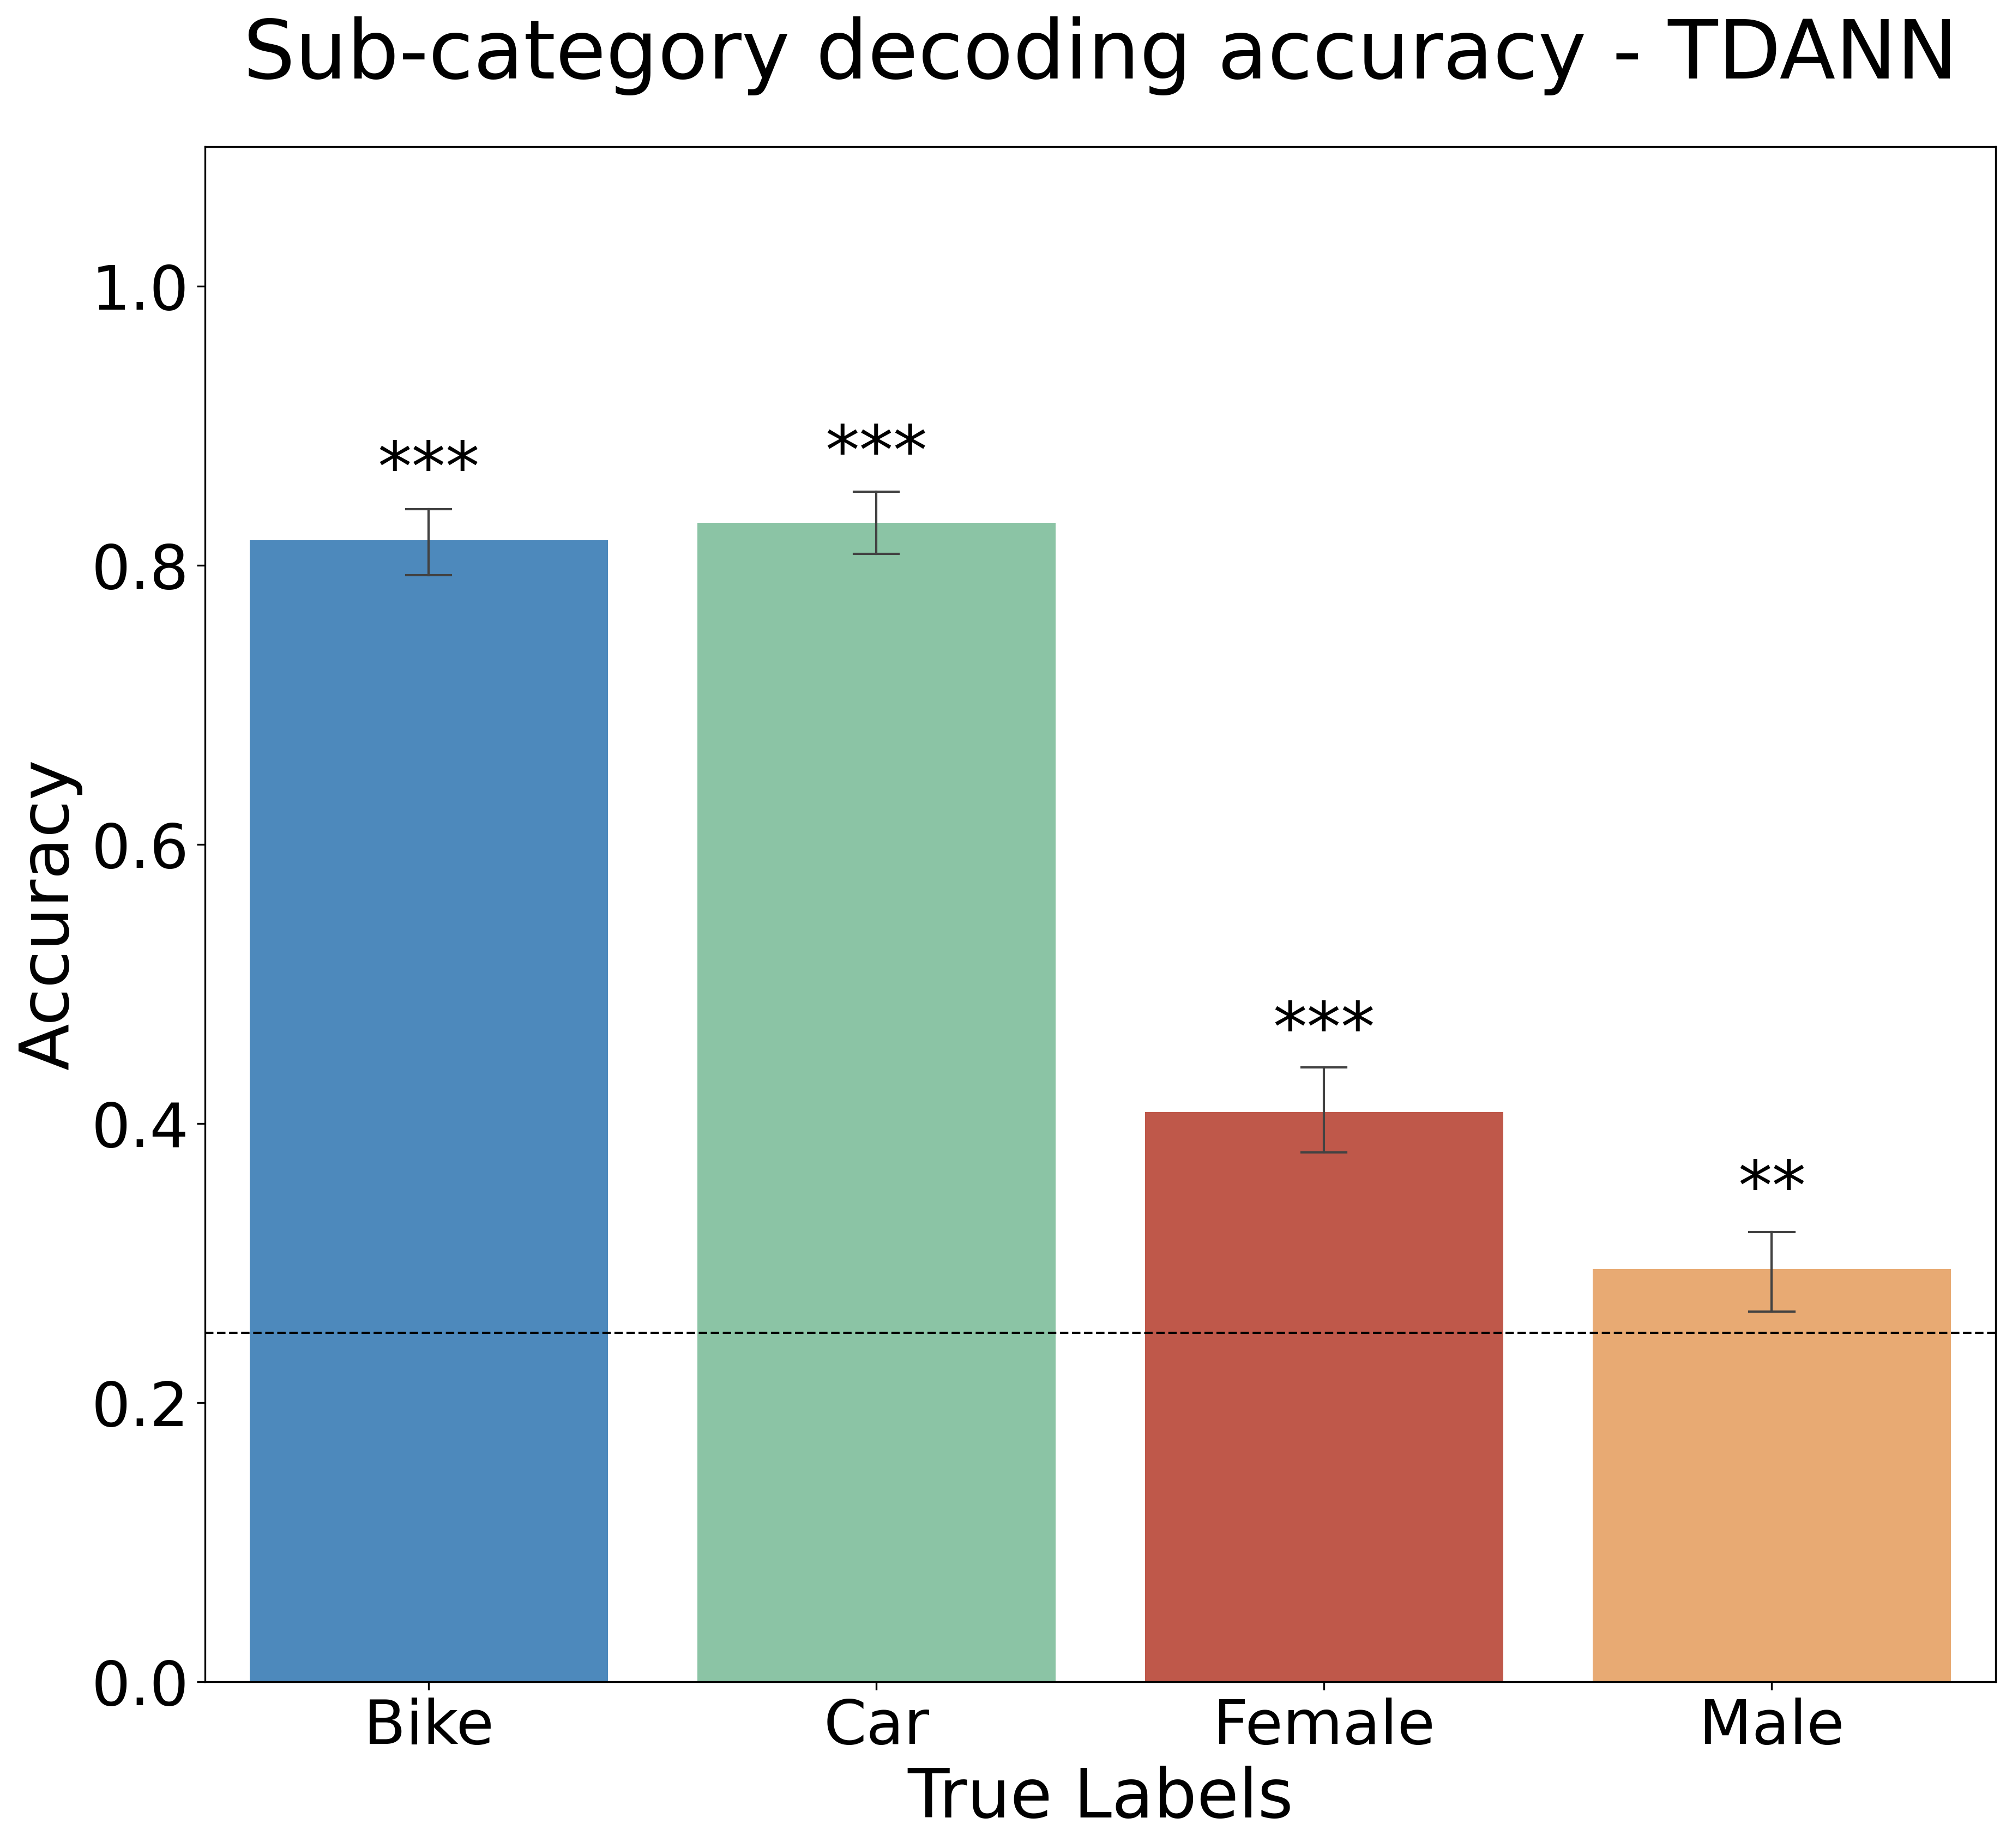 Sub-category decoding accuracy - TDANN
Accuracy
1.0
0.8
0.6
0.4
0.2
0.0
***
***
***
**
Bike
Car
Female
Male
True Labels